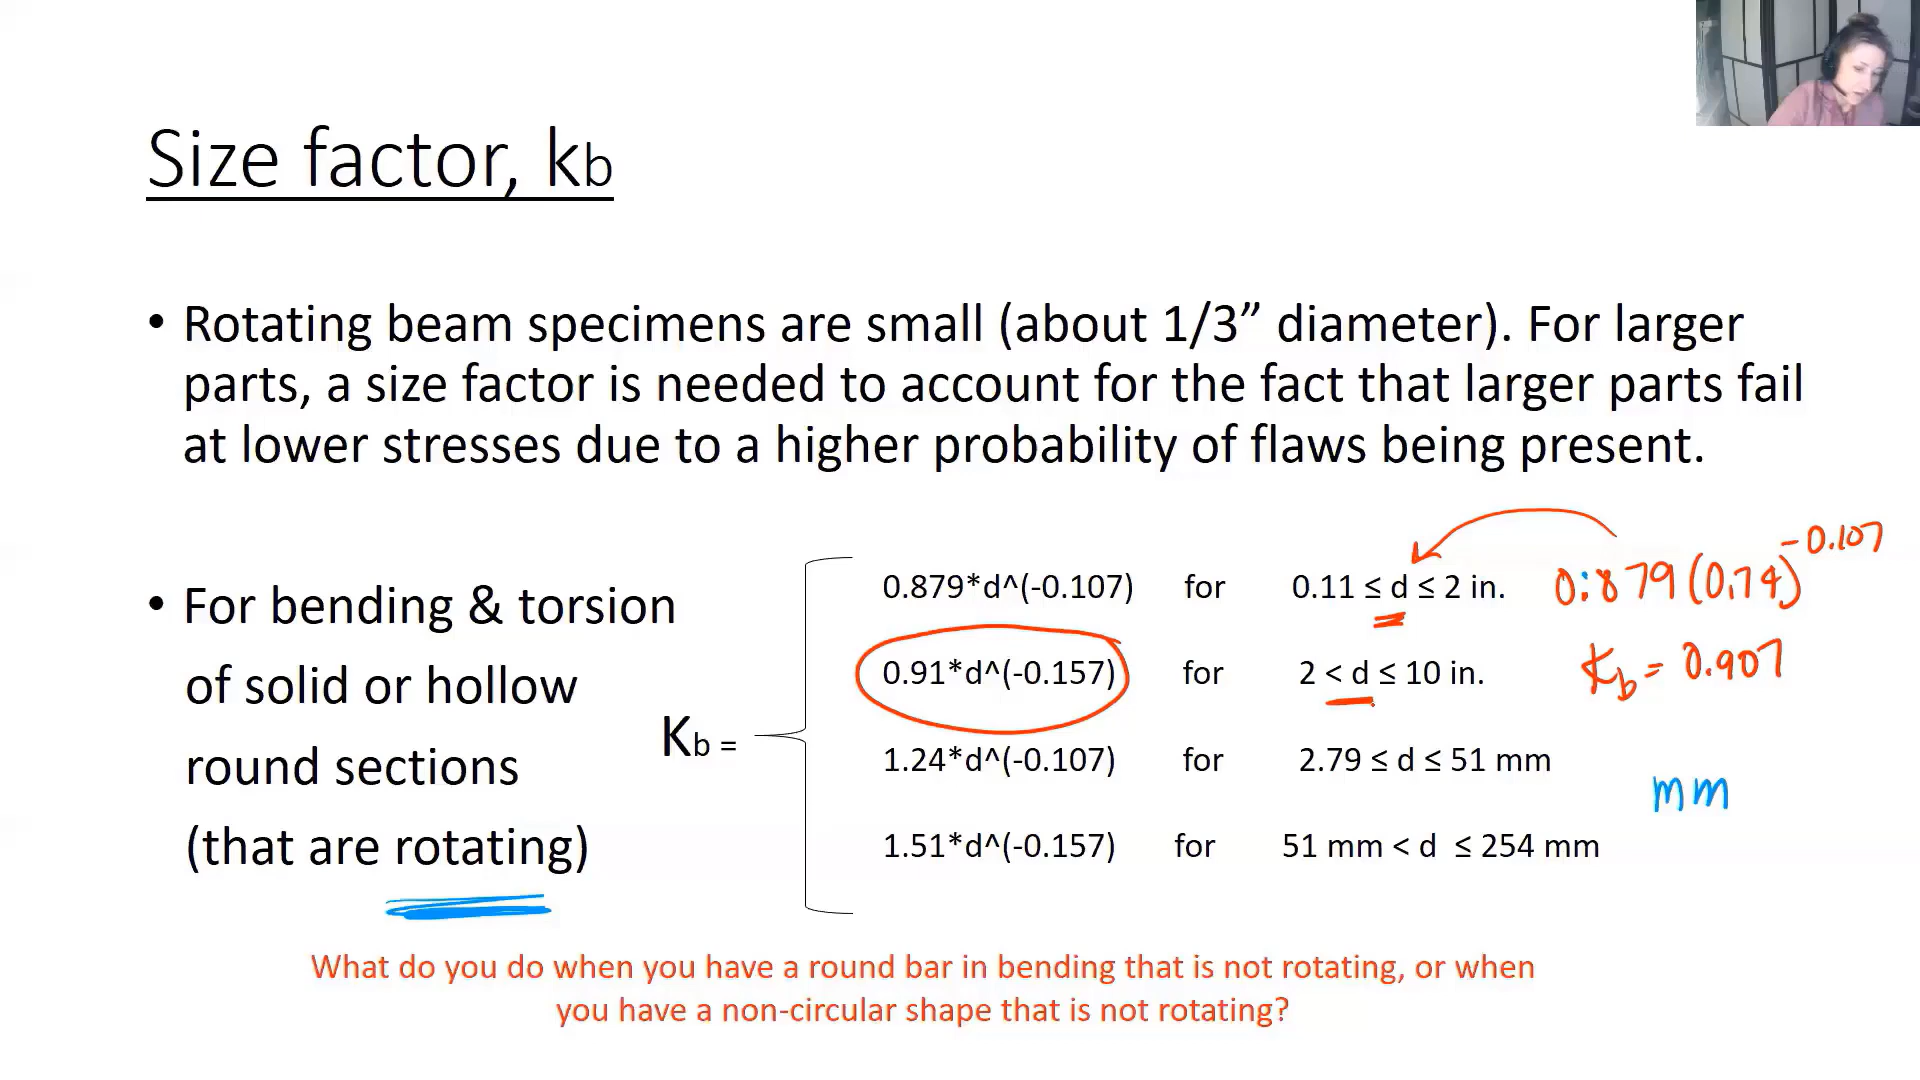 Size factor, kb
• Rotating beam specimens are small (about 1/3” diameter). For larger
parts, a size factor is needed to account for the fact that larger parts fail
at lower stresses due to a higher probability of flaws being present.
• For bending & torsion
of solid or hollow
round sections
(that are rotating)
Kb =
0.879*d^(-0.107) for 0.11 ≤ d ≤ 2 in.
0.91*d^(-0.157) for 2 < d ≤ 10 in.
1.24*d^(-0.107) for 2.79 ≤ d ≤ 51 mm
1.51*d^(-0.157) for 51 mm < d ≤ 254 mm
0.879(0.74)^-0.107
Kb = 0.907
mm
What do you do when you have a round bar in bending that is not rotating, or when
you have a non-circular shape that is not rotating?